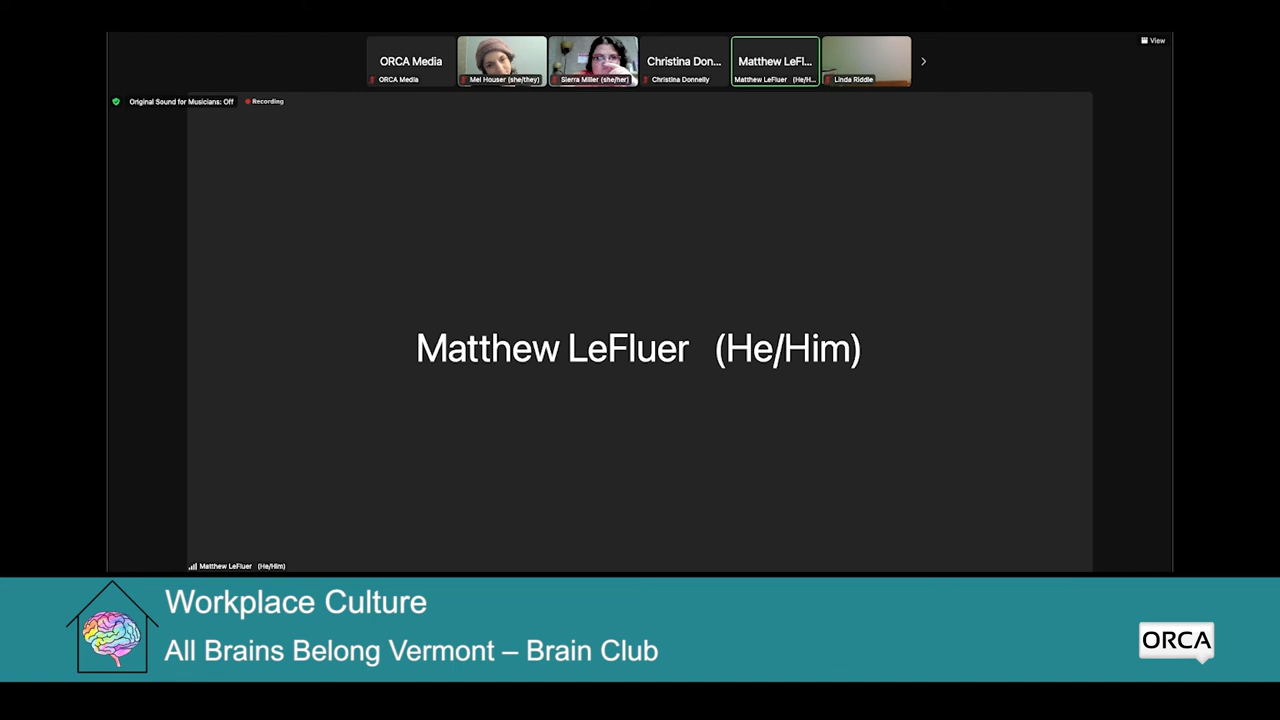 View
ORCA Media
ORCA Media
Mel Houser (she/they)
Sierra Miller (she/her)
Christina Don...
Christina Donnelly
Matthew LeFl...
Matthew LeFluer (He/H...
Linda Riddle
Original Sound for Musicians: Off
Recording
Matthew LeFluer (He/Him)
Matthew LeFluer (He/Him)
Workplace Culture
All Brains Belong Vermont – Brain Club
ORCA